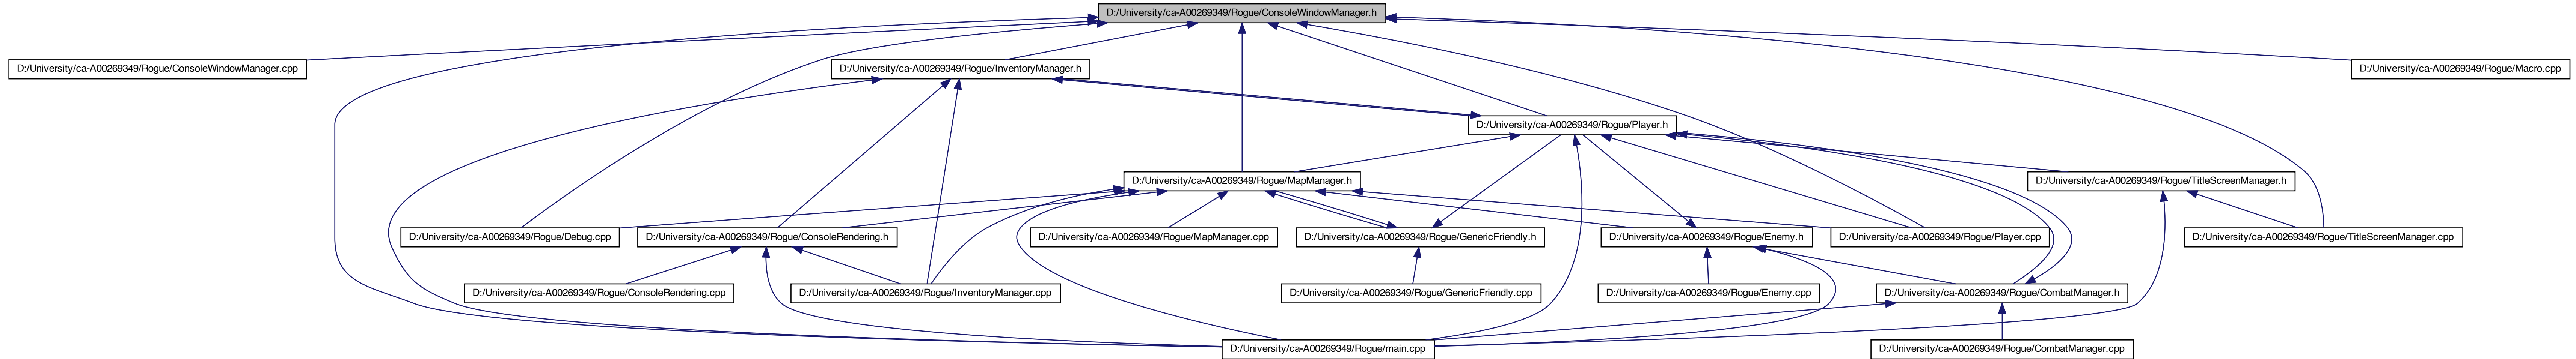 D:/University/ca-A00269349/Rogue/ConsoleWindowManager.h
D:/University/ca-A00269349/Rogue/ConsoleWindowManager.cpp
D:/University/ca-A00269349/Rogue/InventoryManager.h
D:/University/ca-A00269349/Rogue/Macro.cpp
D:/University/ca-A00269349/Rogue/Player.h
D:/University/ca-A00269349/Rogue/MapManager.h
D:/University/ca-A00269349/Rogue/TitleScreenManager.h
D:/University/ca-A00269349/Rogue/Debug.cpp
D:/University/ca-A00269349/Rogue/ConsoleRendering.h
D:/University/ca-A00269349/Rogue/MapManager.cpp
D:/University/ca-A00269349/Rogue/GenericFriendly.h
D:/University/ca-A00269349/Rogue/Enemy.h
D:/University/ca-A00269349/Rogue/Player.cpp
D:/University/ca-A00269349/Rogue/TitleScreenManager.cpp
D:/University/ca-A00269349/Rogue/ConsoleRendering.cpp
D:/University/ca-A00269349/Rogue/InventoryManager.cpp
D:/University/ca-A00269349/Rogue/GenericFriendly.cpp
D:/University/ca-A00269349/Rogue/Enemy.cpp
D:/University/ca-A00269349/Rogue/CombatManager.h
D:/University/ca-A00269349/Rogue/main.cpp
D:/University/ca-A00269349/Rogue/CombatManager.cpp